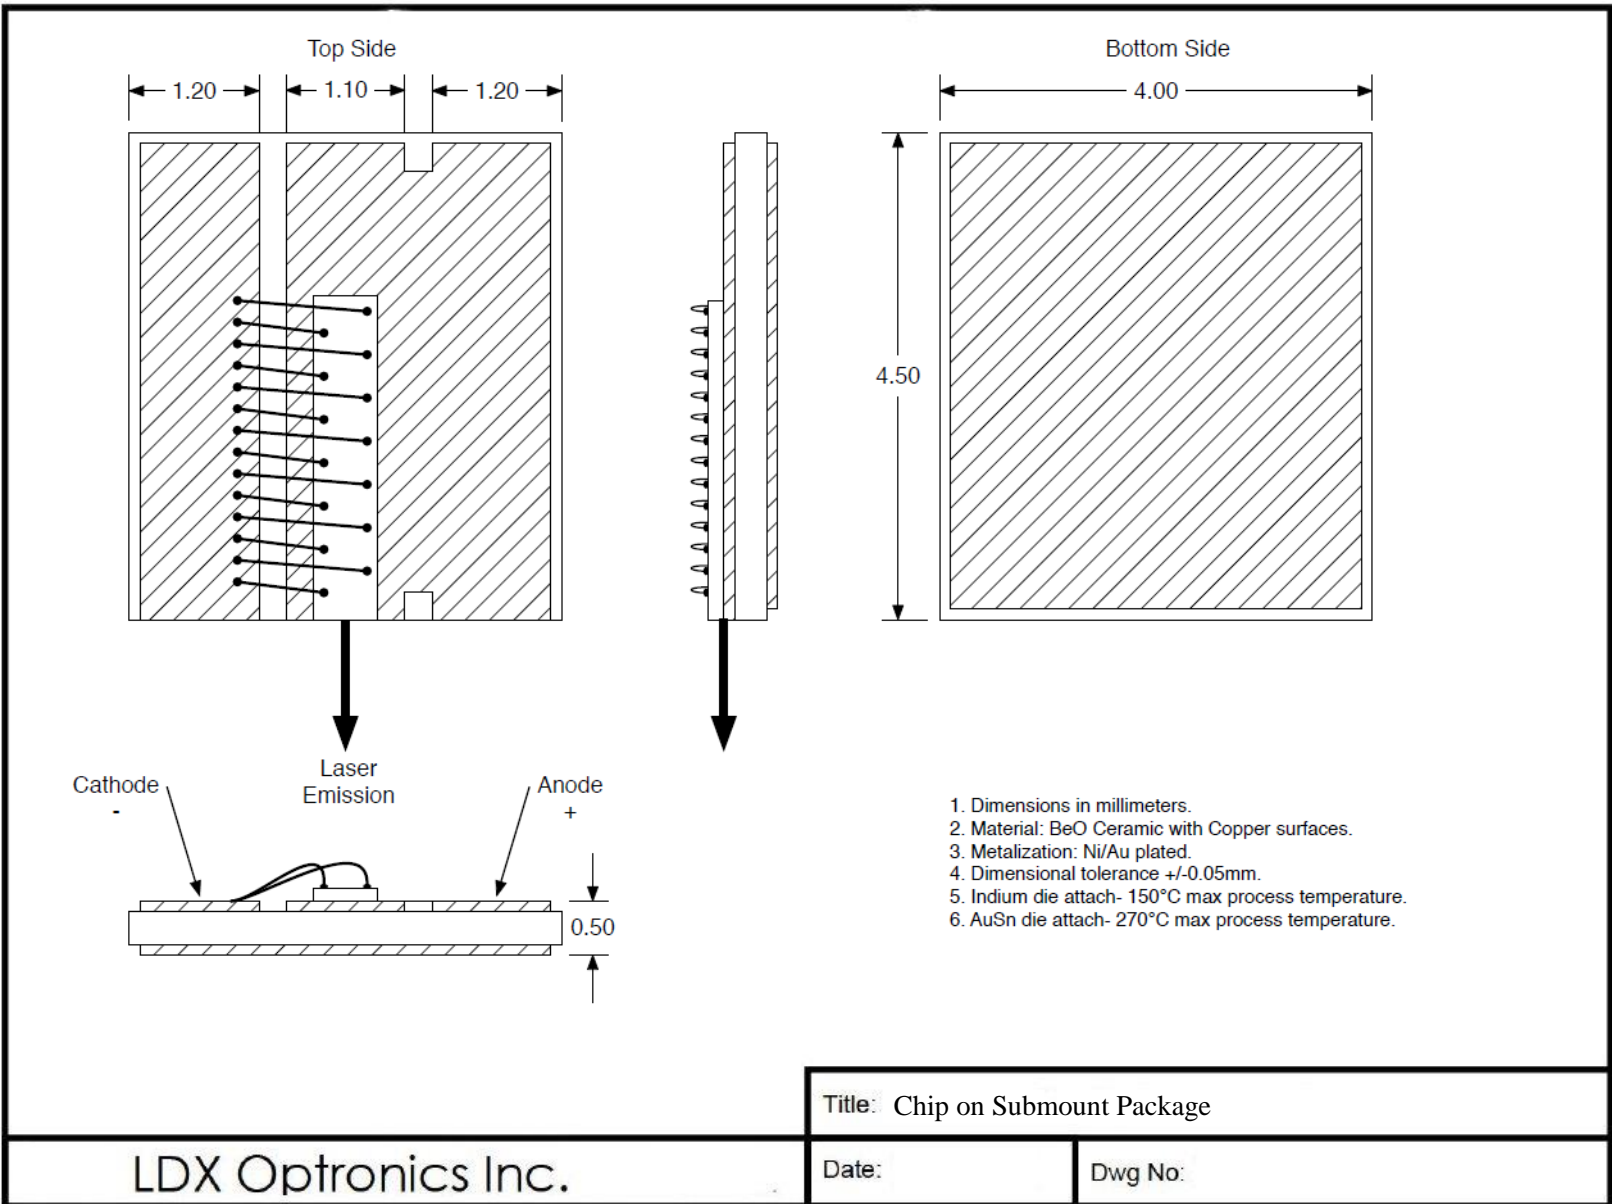 Top Side
Bottom Side
1.20
1.10
1.20
4.00
4.50
Laser
Emission
Cathode
-
Anode
+
0.50
1. Dimensions in millimeters.
2. Material: BeO Ceramic with Copper surfaces.
3. Metalization: Ni/Au plated.
4. Dimensional tolerance +/-0.05mm.
5. Indium die attach- 150°C max process temperature.
6. AuSn die attach- 270°C max process temperature.
Title: Chip on Submount Package
LDX Optronics Inc.
Date:
Dwg No: